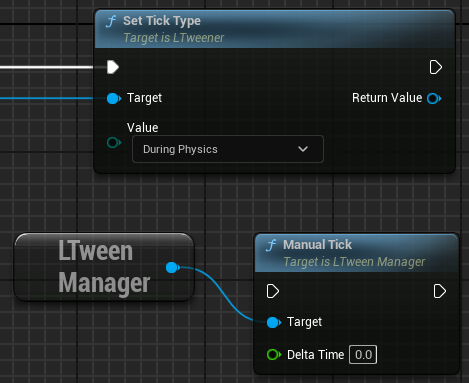 f Set Tick Type
Target is LTweener
Target
Return Value
Value
During Physics
LTween
Manager
f Manual Tick
Target is LTween Manager
Target
Delta Time 0.0